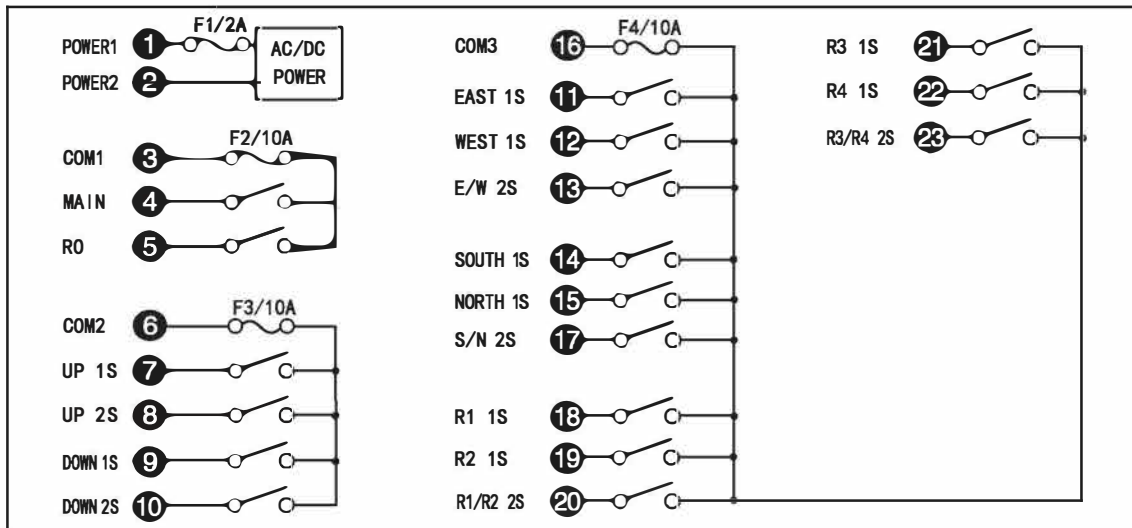 POWER1 1 F1/2A AC/DC
POWER2 2 POWER
COM1 3 F2/10A
MAIN 4
RO 5
COM2 6 F3/10A
UP 1S 7
UP 2S 8
DOWN 1S 9
DOWN 2S 10
COM3 16 F4/10A
EAST 1S 11
WEST 1S 12
E/W 2S 13
SOUTH 1S 14
NORTH 1S 15
S/N 2S 17
R1 1S 18
R2 1S 19
R1/R2 2S 20
R3 1S 21
R4 1S 22
R3/R4 2S 23